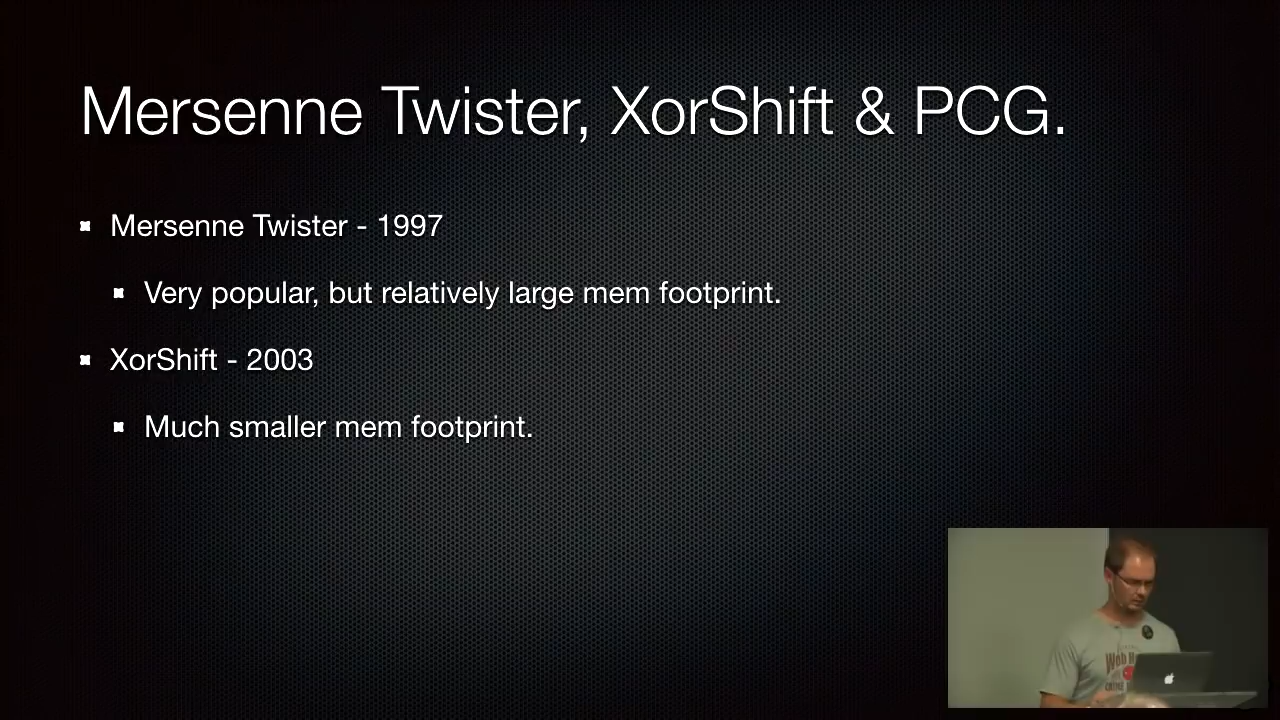 Mersenne Twister, XorShift & PCG.
Mersenne Twister - 1997
Very popular, but relatively large mem footprint.
XorShift - 2003
Much smaller mem footprint.